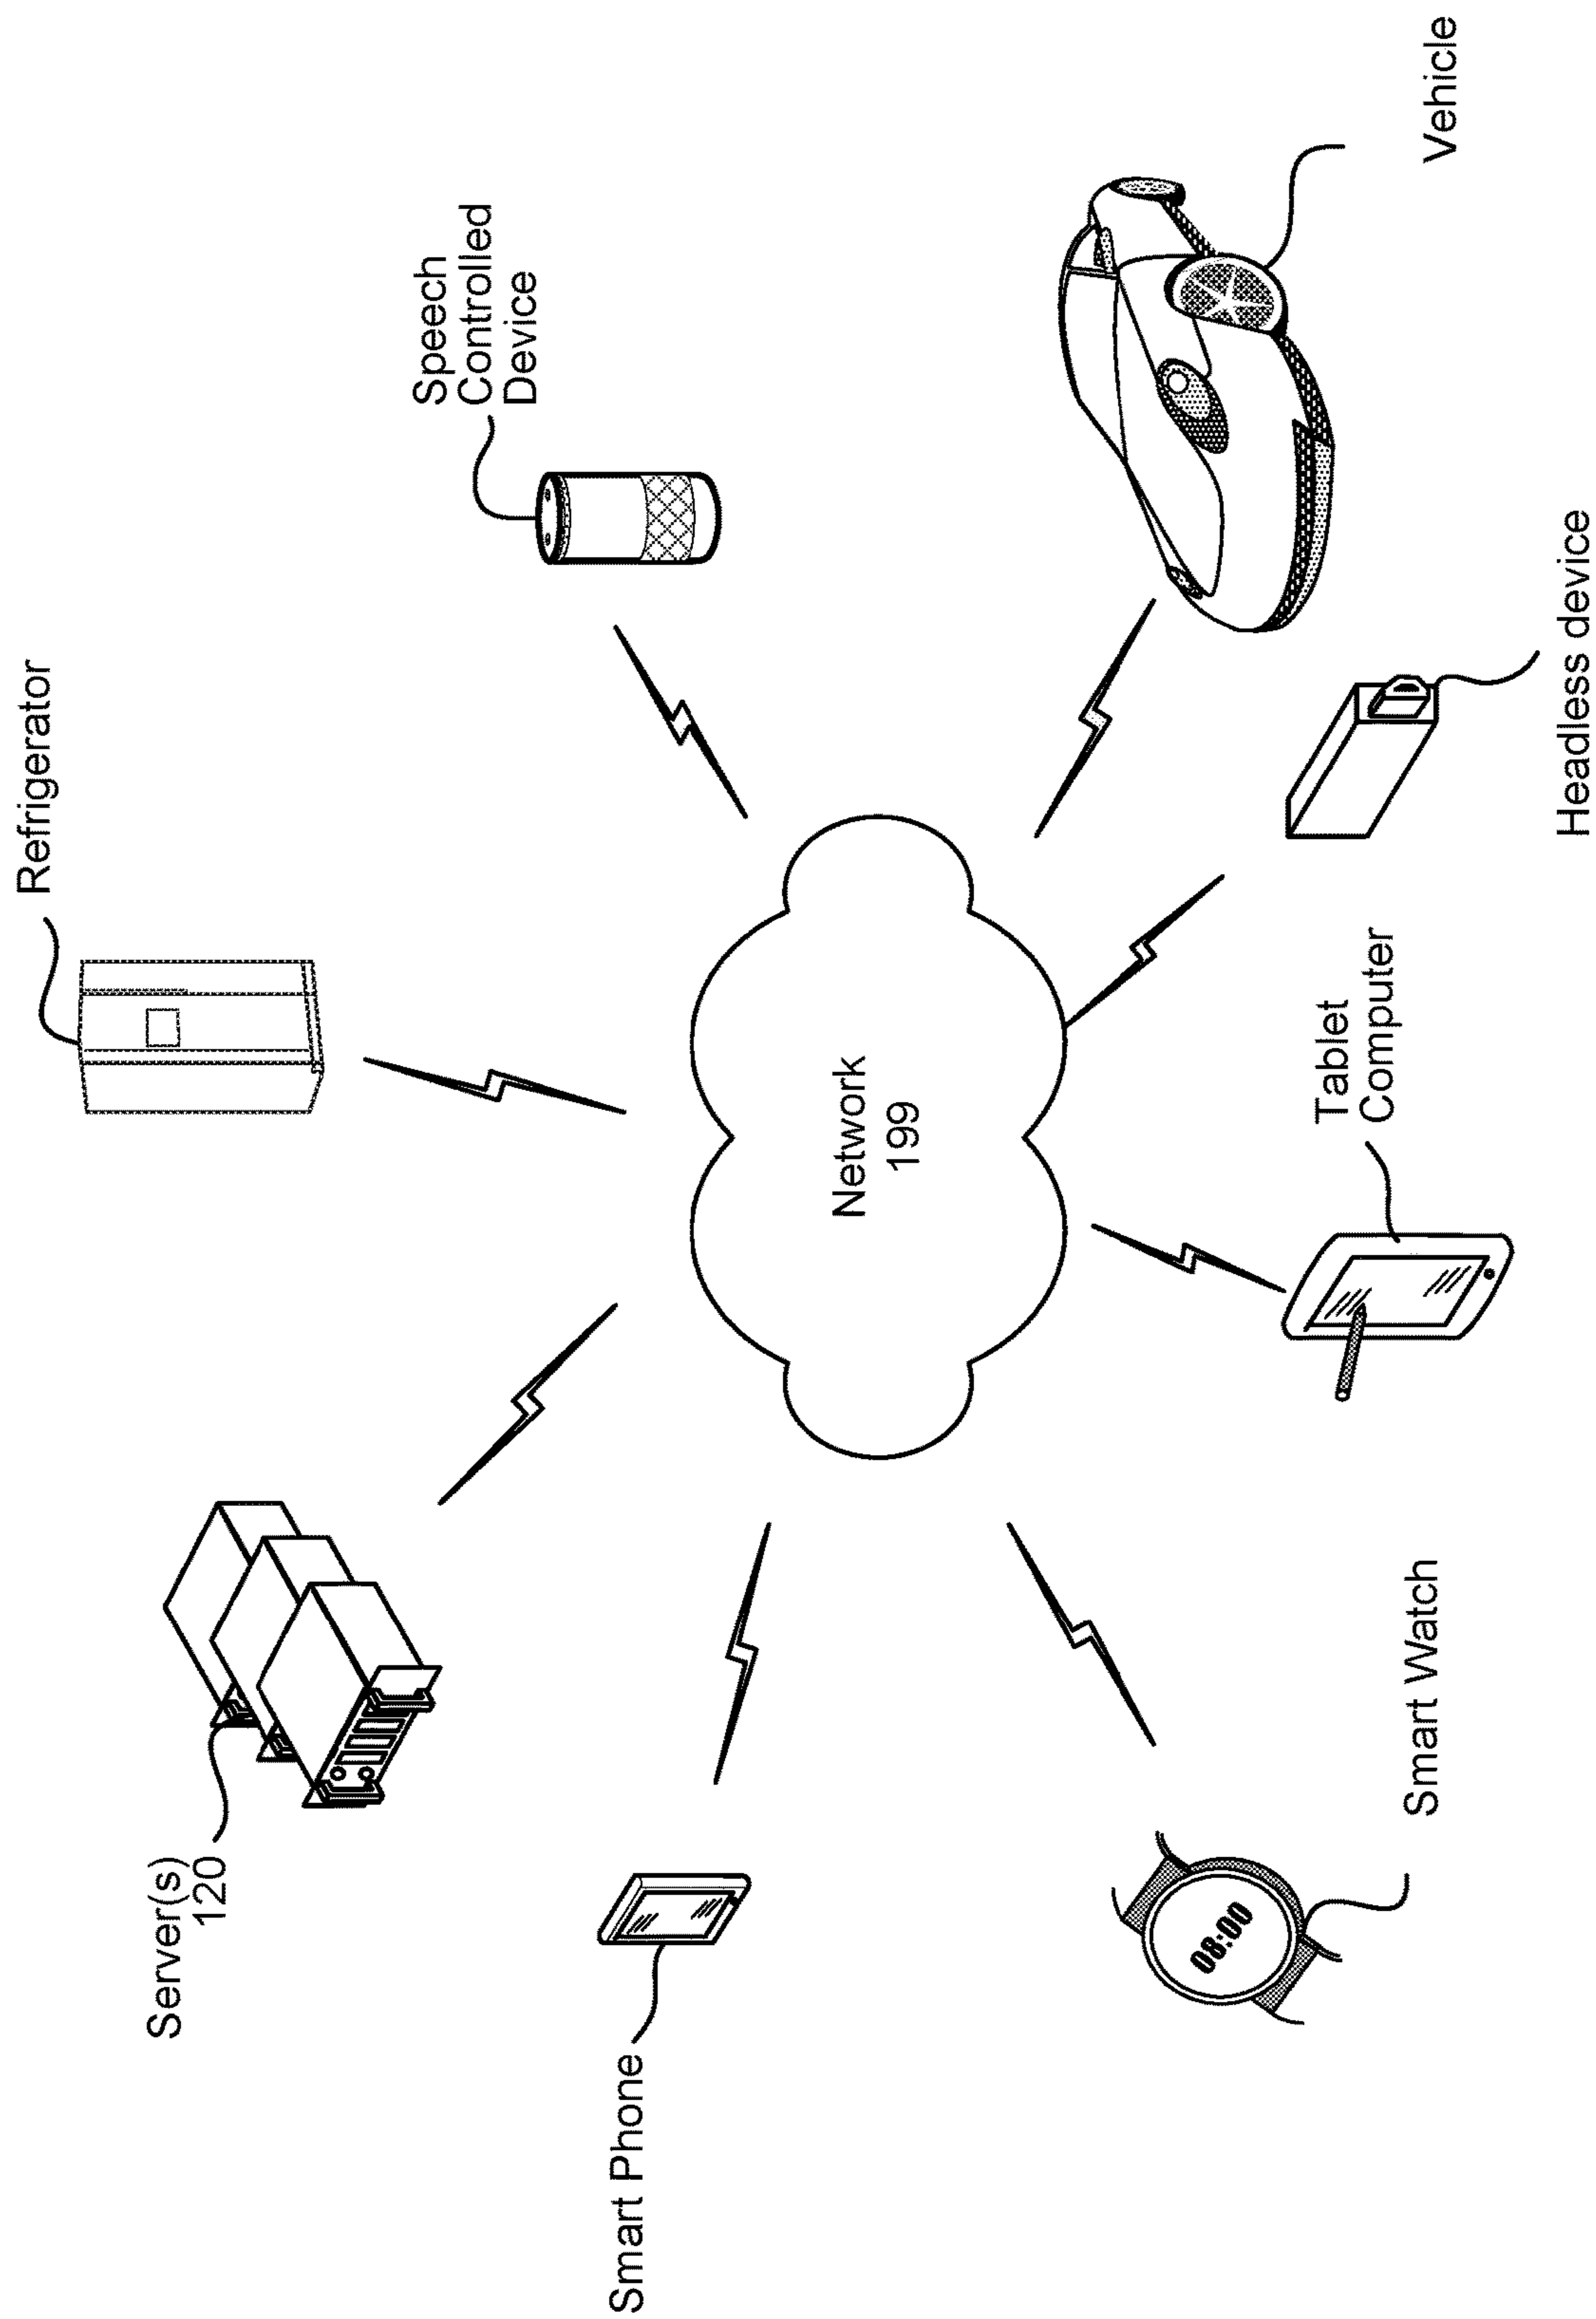 Refrigerator
Speech
Controlled
Device
Server(s)
120
Smart Phone
Network
199
Vehicle
08:00
Smart Watch
Tablet
Computer
Headless device